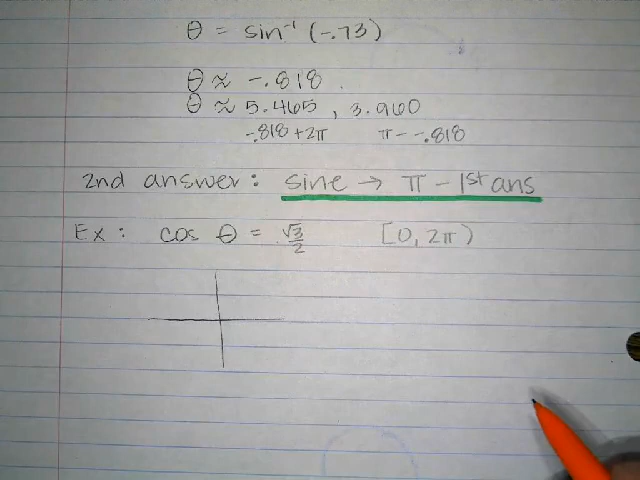 θ = sin⁻¹ (-.73)
θ ≈ -.818
θ ≈ 5.465 , 3.960
-.818 + 2π π - -.818
2nd answer: sine → π - 1st ans
Ex: cos θ = √3/2 [0, 2π)